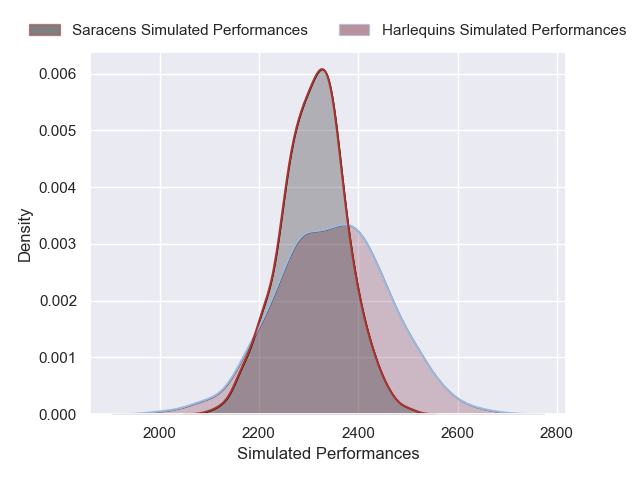 Saracens Simulated Performances Harlequins Simulated Performances
0.006
0.005
0.004
0.003
0.002
0.001
0.000
Density
2000 2200 2400 2600 2800
Simulated Performances